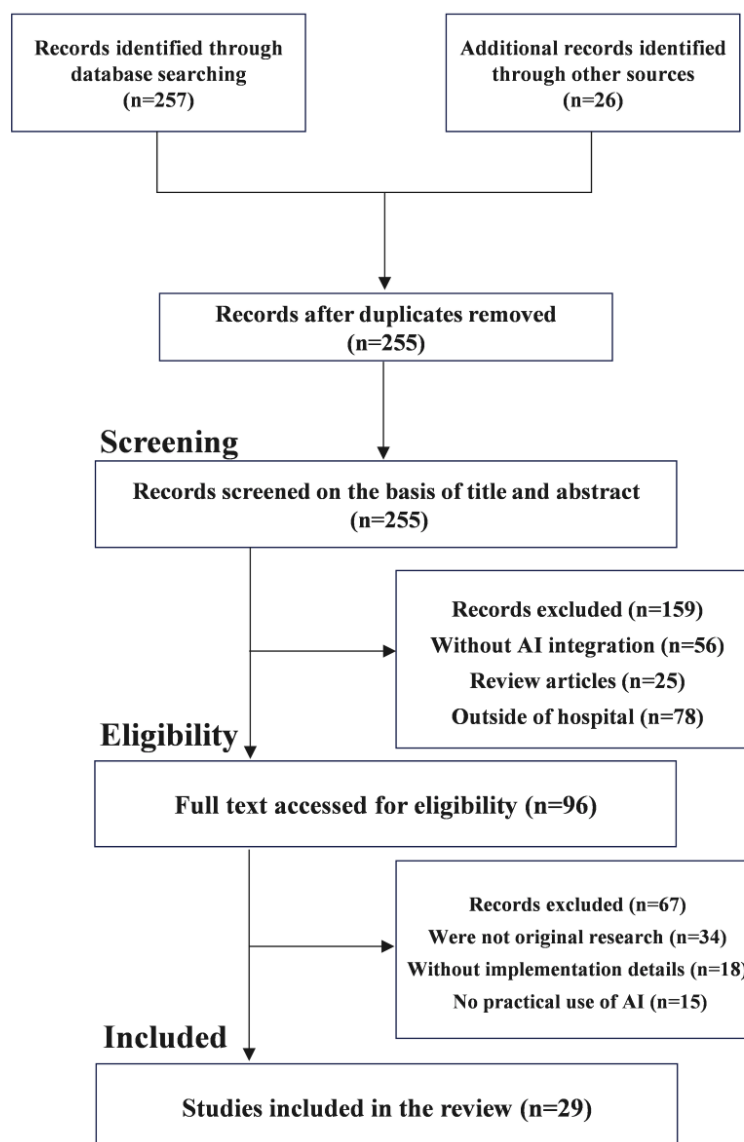 Records identified through
database searching
(n=257)
Additional records identified
through other sources
(n=26)
Records after duplicates removed
(n=255)
Screening
Records screened on the basis of title and abstract
(n=255)
Records excluded (n=159)
Without AI integration (n=56)
Review articles (n=25)
Outside of hospital (n=78)
Eligibility
Full text accessed for eligibility (n=96)
Records excluded (n=67)
Were not original research (n=34)
Without implementation details (n=18)
No practical use of AI (n=15)
Included
Studies included in the review (n=29)